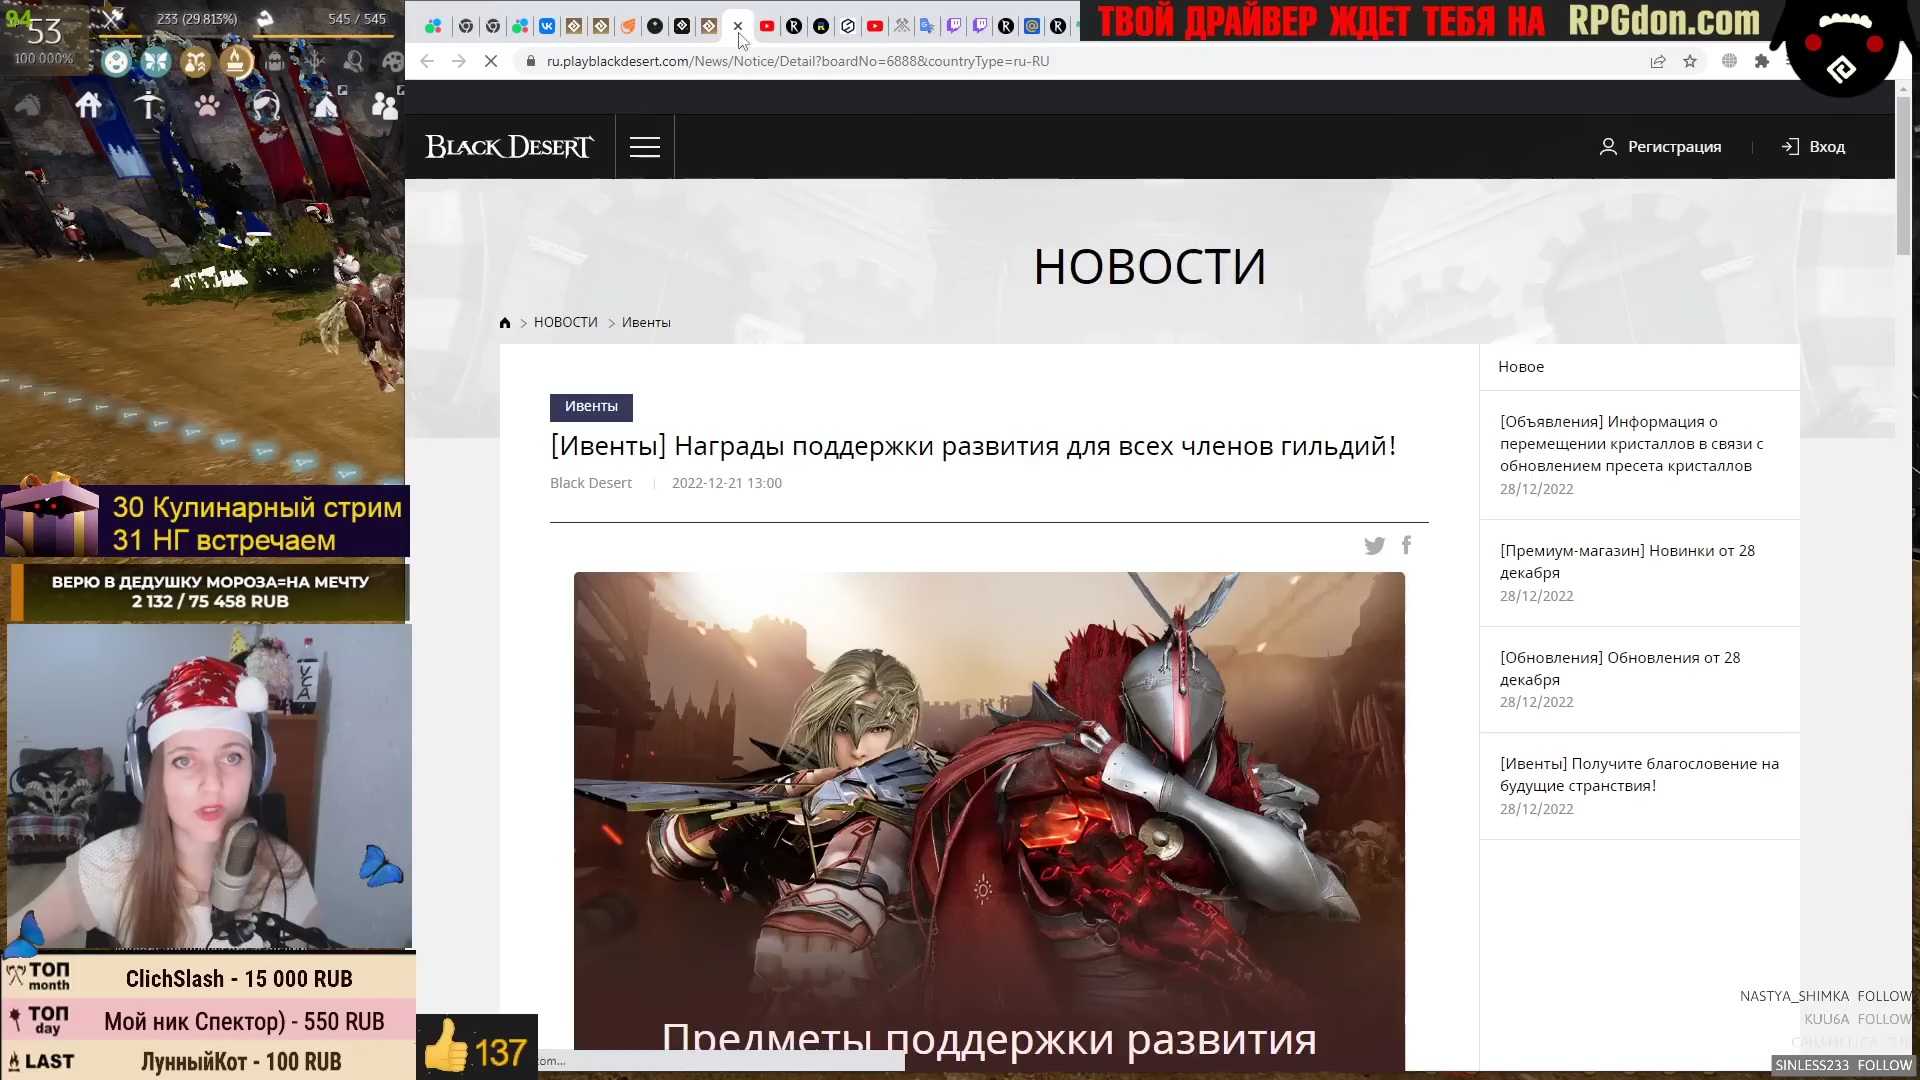 94
53
100.000%
233 (29.813%)
545 / 545
ТВОЙ ДРАЙВЕР ЖДЕТ ТЕБЯ НА RPGdon.com
ru.playblackdesert.com/News/Notice/Detail?boardNo=6888&countryType=ru-RU
BLACK DESERT
Регистрация
Вход
НОВОСТИ
НОВОСТИ
Ивенты
Ивенты
[Ивенты] Награды поддержки развития для всех членов гильдий!
Black Desert
2022-12-21 13:00
Предметы поддержки развития
Новое
[Объявления] Информация о
перемещении кристаллов в связи с
обновлением пресета кристаллов
28/12/2022
[Премиум-магазин] Новинки от 28
декабря
28/12/2022
[Обновления] Обновления от 28
декабря
28/12/2022
[Ивенты] Получите благословение на
будущие странствия!
28/12/2022
30 Кулинарный стрим
31 НГ встречаем
ВЕРЮ В ДЕДУШКУ МОРОЗА=НА МЕЧТУ
2 132 / 75 458 RUB
УСА
ТОП
month
ClichSlash - 15 000 RUB
ТОП
day
Мой ник Спектор) - 550 RUB
LAST
ЛунныйКот - 100 RUB
137
com...
NASTYA_SHIMKA FOLLOW
KUU6A FOLLOW
SINLESS233 FOLLOW